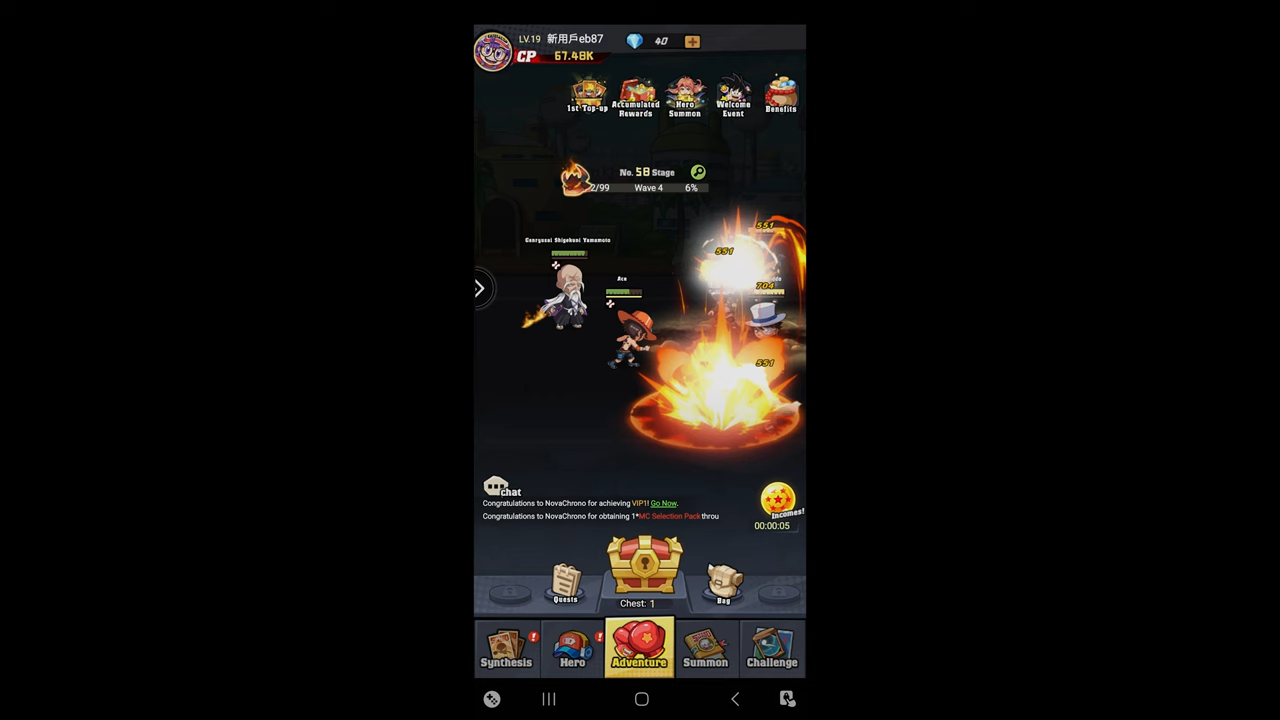 LV.19 新用戶eb87
40
CP 67.48K
1st Top-up
Accumulated Rewards
Hero Summon
Welcome Event
Benefits
No. 58 Stage
2/99 Wave 4 6%
551
551
Genryusai Shigekuni Yamamoto
Ace
704
551
chat
Congratulations to NovaChrono for achieving VIP1! Go Now.
Congratulations to NovaChrono for obtaining 1*MC Selection Pack throu
Incomes!
00:00:05
Quests
Chest: 1
Bag
Synthesis
Hero
Adventure
Summon
Challenge